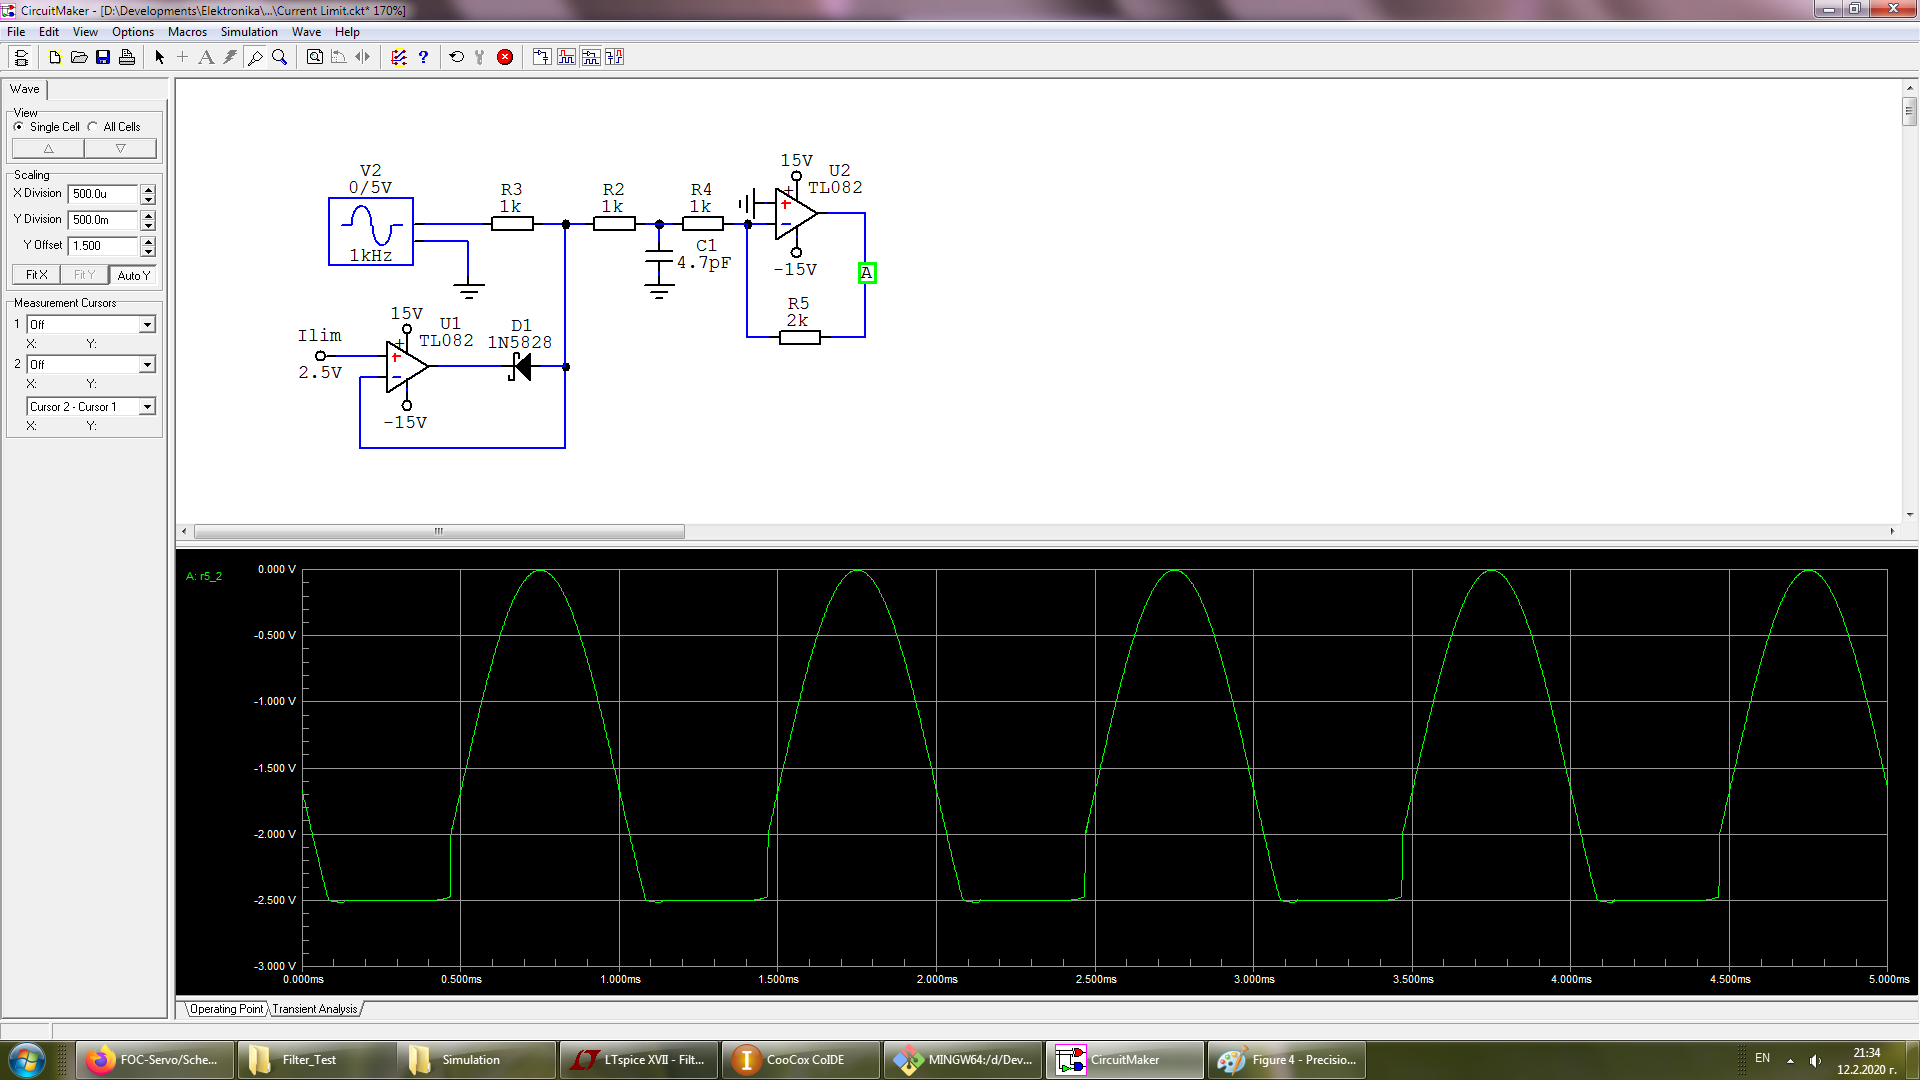 CircuitMaker - [D:\Developments\Elektronika\...\Current Limit.ckt* 170%]
File Edit View Options Macros Simulation Wave Help
Wave
View
Single Cell All Cells
Scaling
X Division 500.0u
Y Division 500.0m
Y Offset 1.500
Fit X Fit Y Auto Y
Measurement Cursors
1 Off
X: Y:
2 Off
X: Y:
Cursor 2 - Cursor 1
X: Y:
V2
0/5V
1kHz
R3
1k
R2
1k
R4
1k
C1
4.7pF
15V
U2
TL082
-15V
A
R5
2k
Ilim
2.5V
15V
U1
TL082
-15V
D1
1N5828
A: r5_2
0.000 V
-0.500 V
-1.000 V
-1.500 V
-2.000 V
-2.500 V
-3.000 V
0.000ms 0.500ms 1.000ms 1.500ms 2.000ms 2.500ms 3.000ms 3.500ms 4.000ms 4.500ms 5.000ms
Operating Point Transient Analysis
FOC-Servo/Sche... Filter_Test Simulation LTspice XVII - Filt... CooCox CoIDE MINGW64:/d/Dev... CircuitMaker Figure 4 - Precisio... EN 21:34
12.2.2020 г.